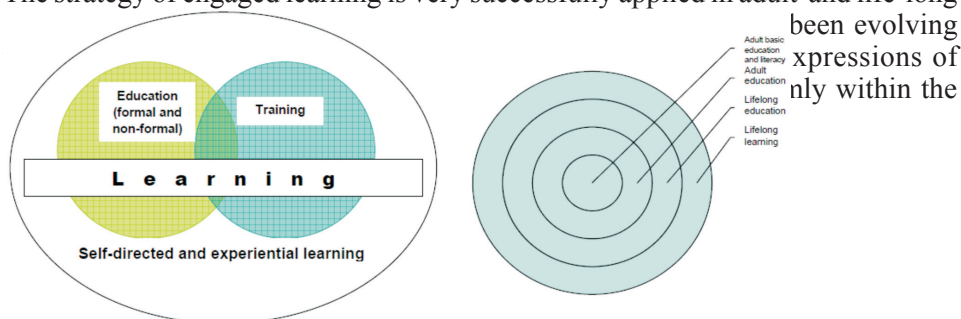 The strategy of engaged learning is very successfully applied in adult and life-long
been evolving
xpressions of
nly within the
Education
(formal and
non-formal)
Training
Learning
Self-directed and experiential learning
Adult basic
education
and literacy
Adult
education
Lifelong
education
Lifelong
learning